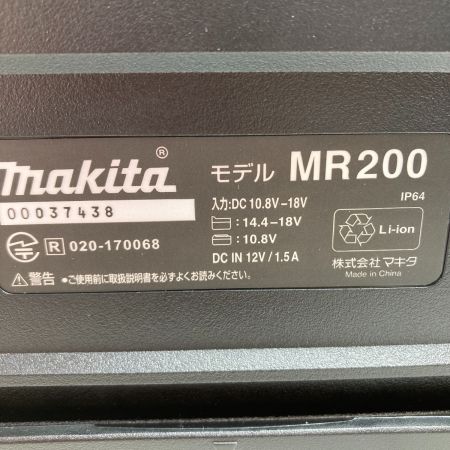 makita®
00037438
R 020-170068
モデル MR200
入力:DC 10.8V-18V
:14.4-18V
:10.8V
DC IN 12V/1.5A
IP64
Li-ion
株式会社マキタ
Made in China
⚠警告 •ご使用前に取扱説明書を必ずよくお読みください。